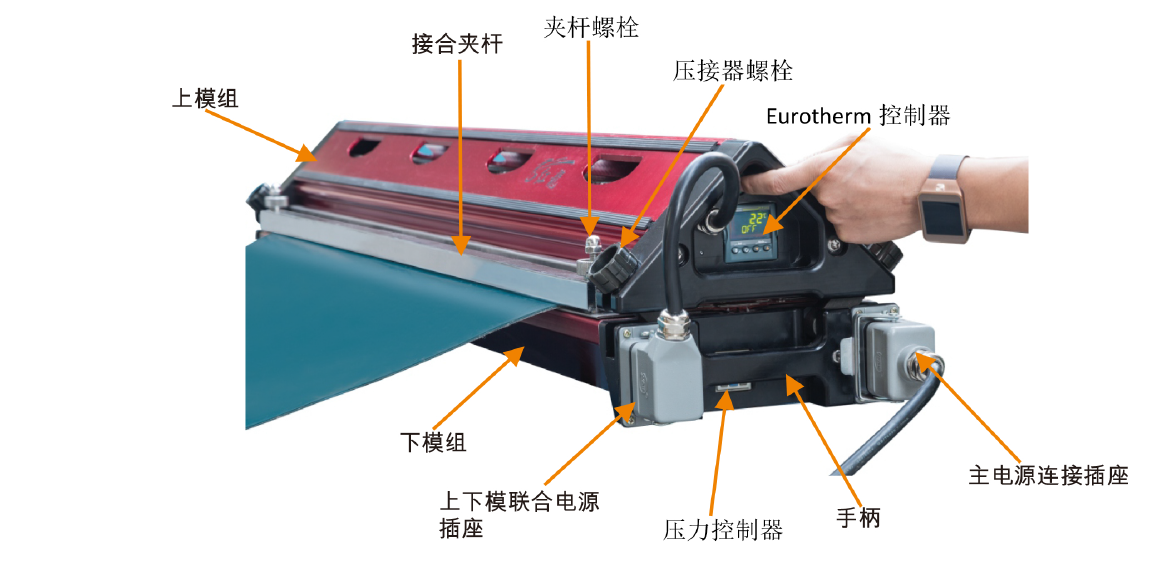 夹杆螺栓
接合夹杆
压接器螺栓
上模组
Eurotherm 控制器
22°
OFF
下模组
上下模联合电源
插座
压力控制器
手柄
主电源连接插座